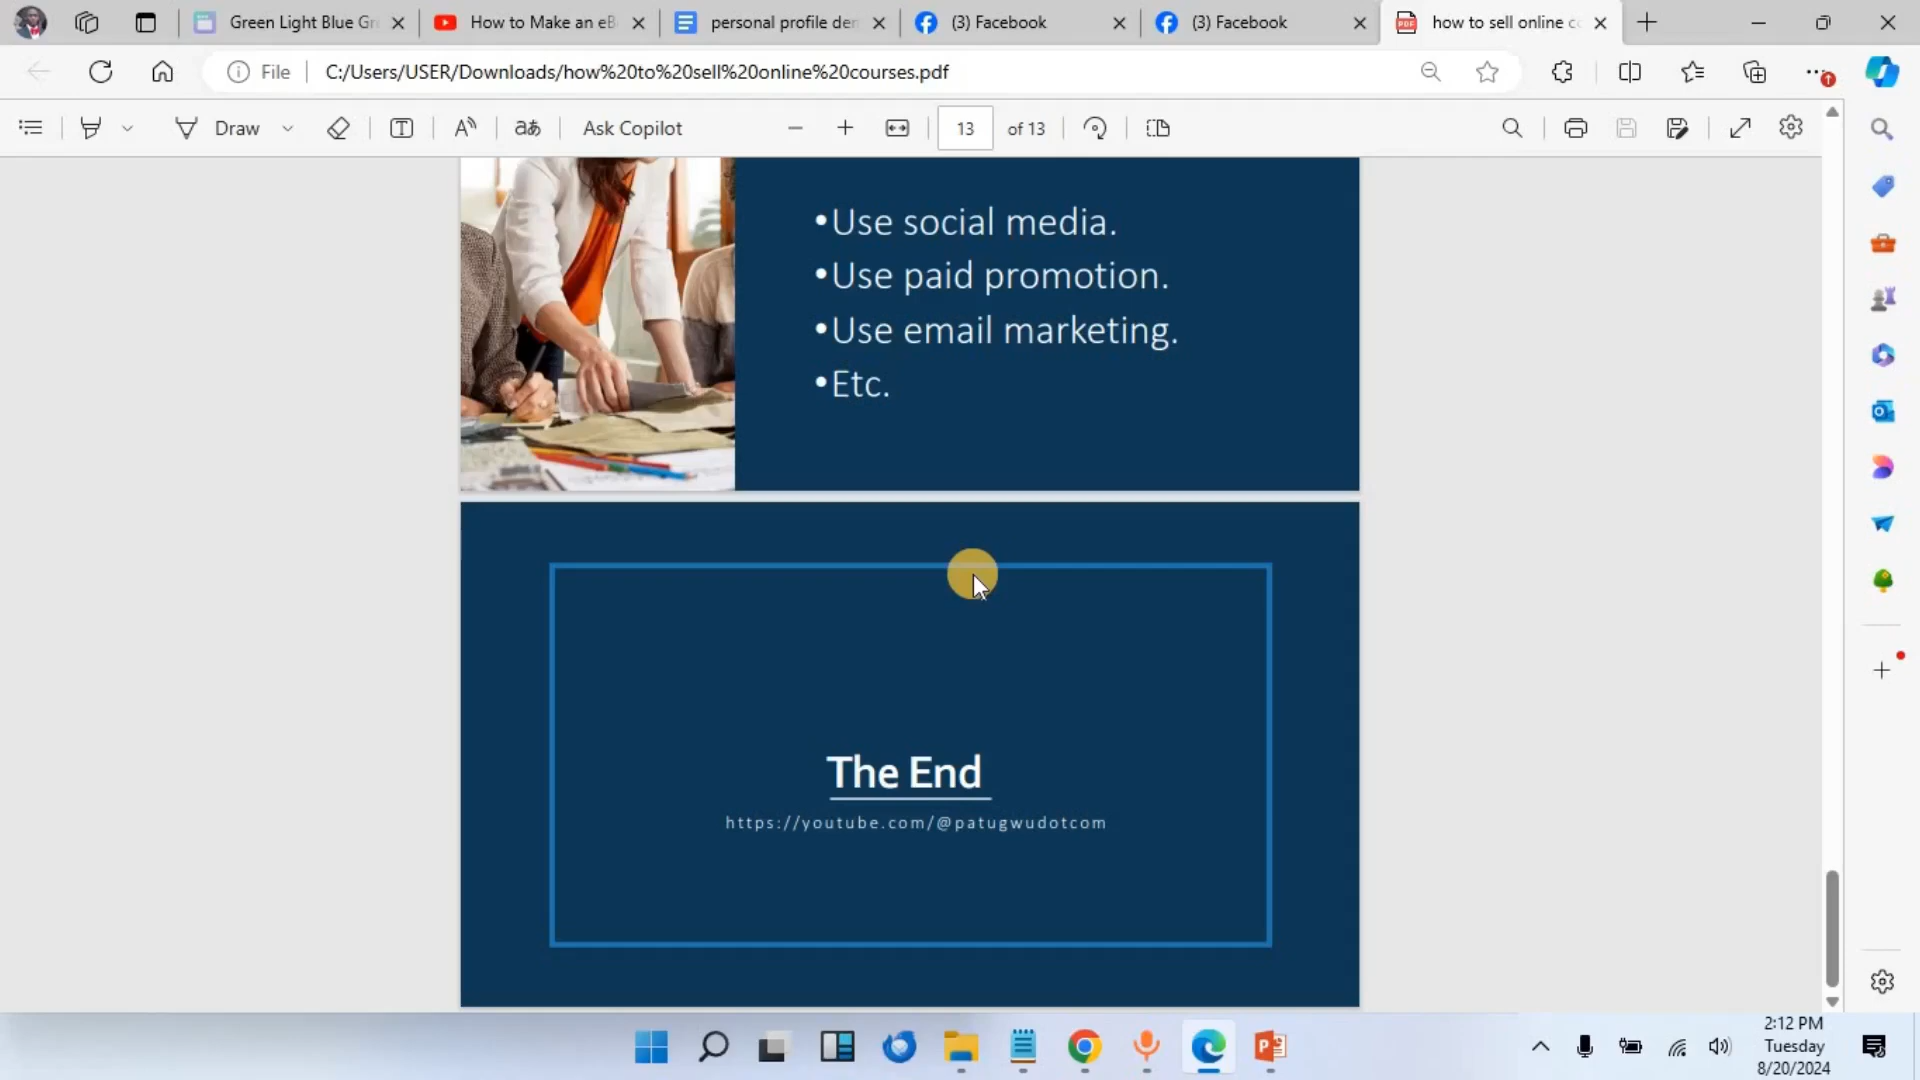 Green Light Blue Gr
How to Make an eB
personal profile der
(3) Facebook
(3) Facebook
how to sell online co
File
C:/Users/USER/Downloads/how%20to%20sell%20online%20courses.pdf
Draw
Ask Copilot
13
of 13
•Use social media.
•Use paid promotion.
•Use email marketing.
•Etc.
The End
https://youtube.com/@patugwudotcom
2:12 PM
Tuesday
8/20/2024